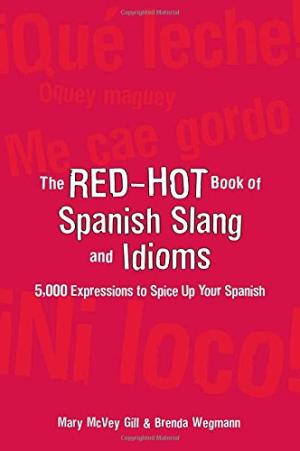 ¡Qué leche!
Oquey maguey
Me cae gordo
The RED-HOT Book of
Spanish Slang
and Idioms
5,000 Expressions to Spice Up Your Spanish
¡Ni loco!
Mary McVey Gill & Brenda Wegmann